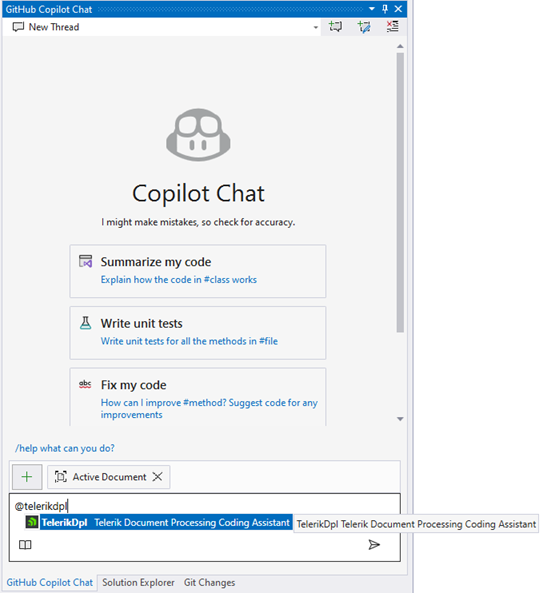 GitHub Copilot Chat
New Thread
Copilot Chat
I might make mistakes, so check for accuracy.
Summarize my code
Explain how the code in #class works
Write unit tests
Write unit tests for all the methods in #file
abc
Fix my code
How can I improve #method? Suggest code for any
improvements
/help what can you do?
Active Document
@telerikdpl
TelerikDpl Telerik Document Processing Coding Assistant
TelerikDpl Telerik Document Processing Coding Assistant
GitHub Copilot Chat Solution Explorer Git Changes